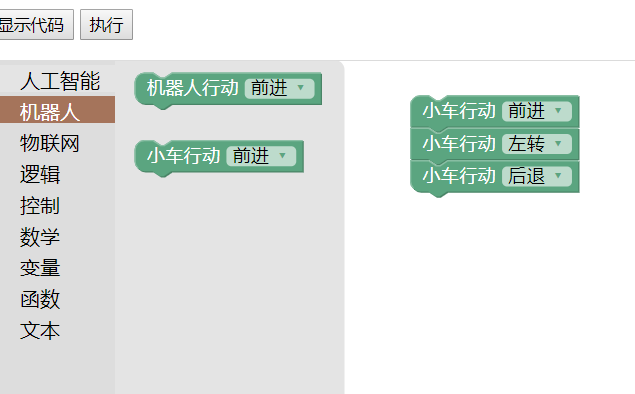 显示代码 执行
人工智能
机器人
物联网
逻辑
控制
数学
变量
函数
文本
机器人行动 前进
小车行动 前进
小车行动 前进
小车行动 左转
小车行动 后退